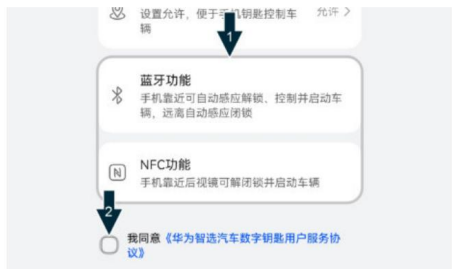 设置允许，便于手机钥匙控制车 允许 >
辆
1
蓝牙功能
手机靠近可自动感应解锁、控制并启动车
辆，远离自动感应闭锁
N
NFC功能
手机靠近后视镜可解闭锁并启动车辆
2
我同意《华为智选汽车数字钥匙用户服务协
议》